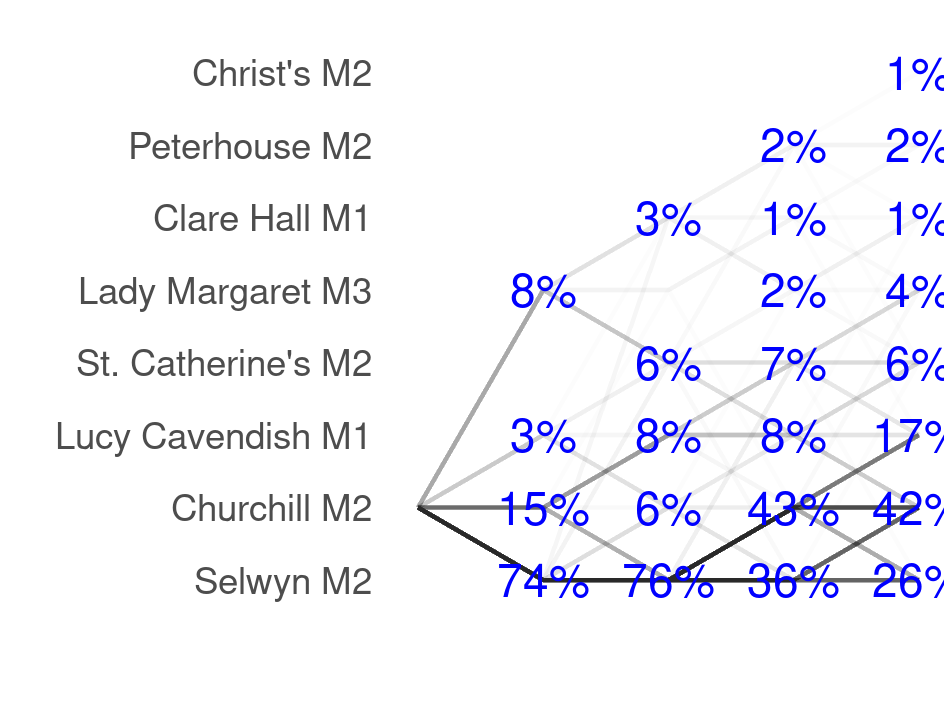 Christ's M2 1%
Peterhouse M2 2% 2%
Clare Hall M1 3% 1% 1%
Lady Margaret M3 8% 2% 4%
St. Catherine's M2 6% 7% 6%
Lucy Cavendish M1 3% 8% 8% 17%
Churchill M2 15% 6% 43% 42%
Selwyn M2 74% 76% 36% 26%